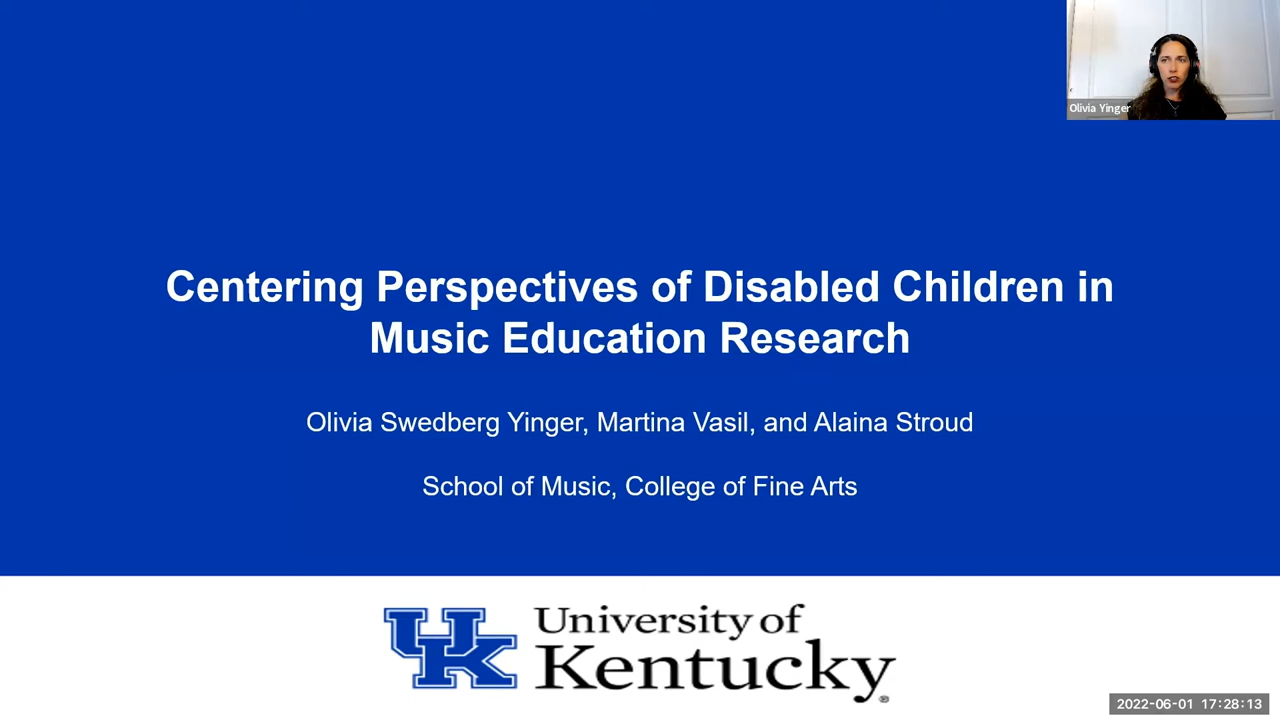 Olivia Yinger
Centering Perspectives of Disabled Children in
Music Education Research
Olivia Swedberg Yinger, Martina Vasil, and Alaina Stroud
School of Music, College of Fine Arts
UK
University of
Kentucky®
2022-06-01 17:28:13